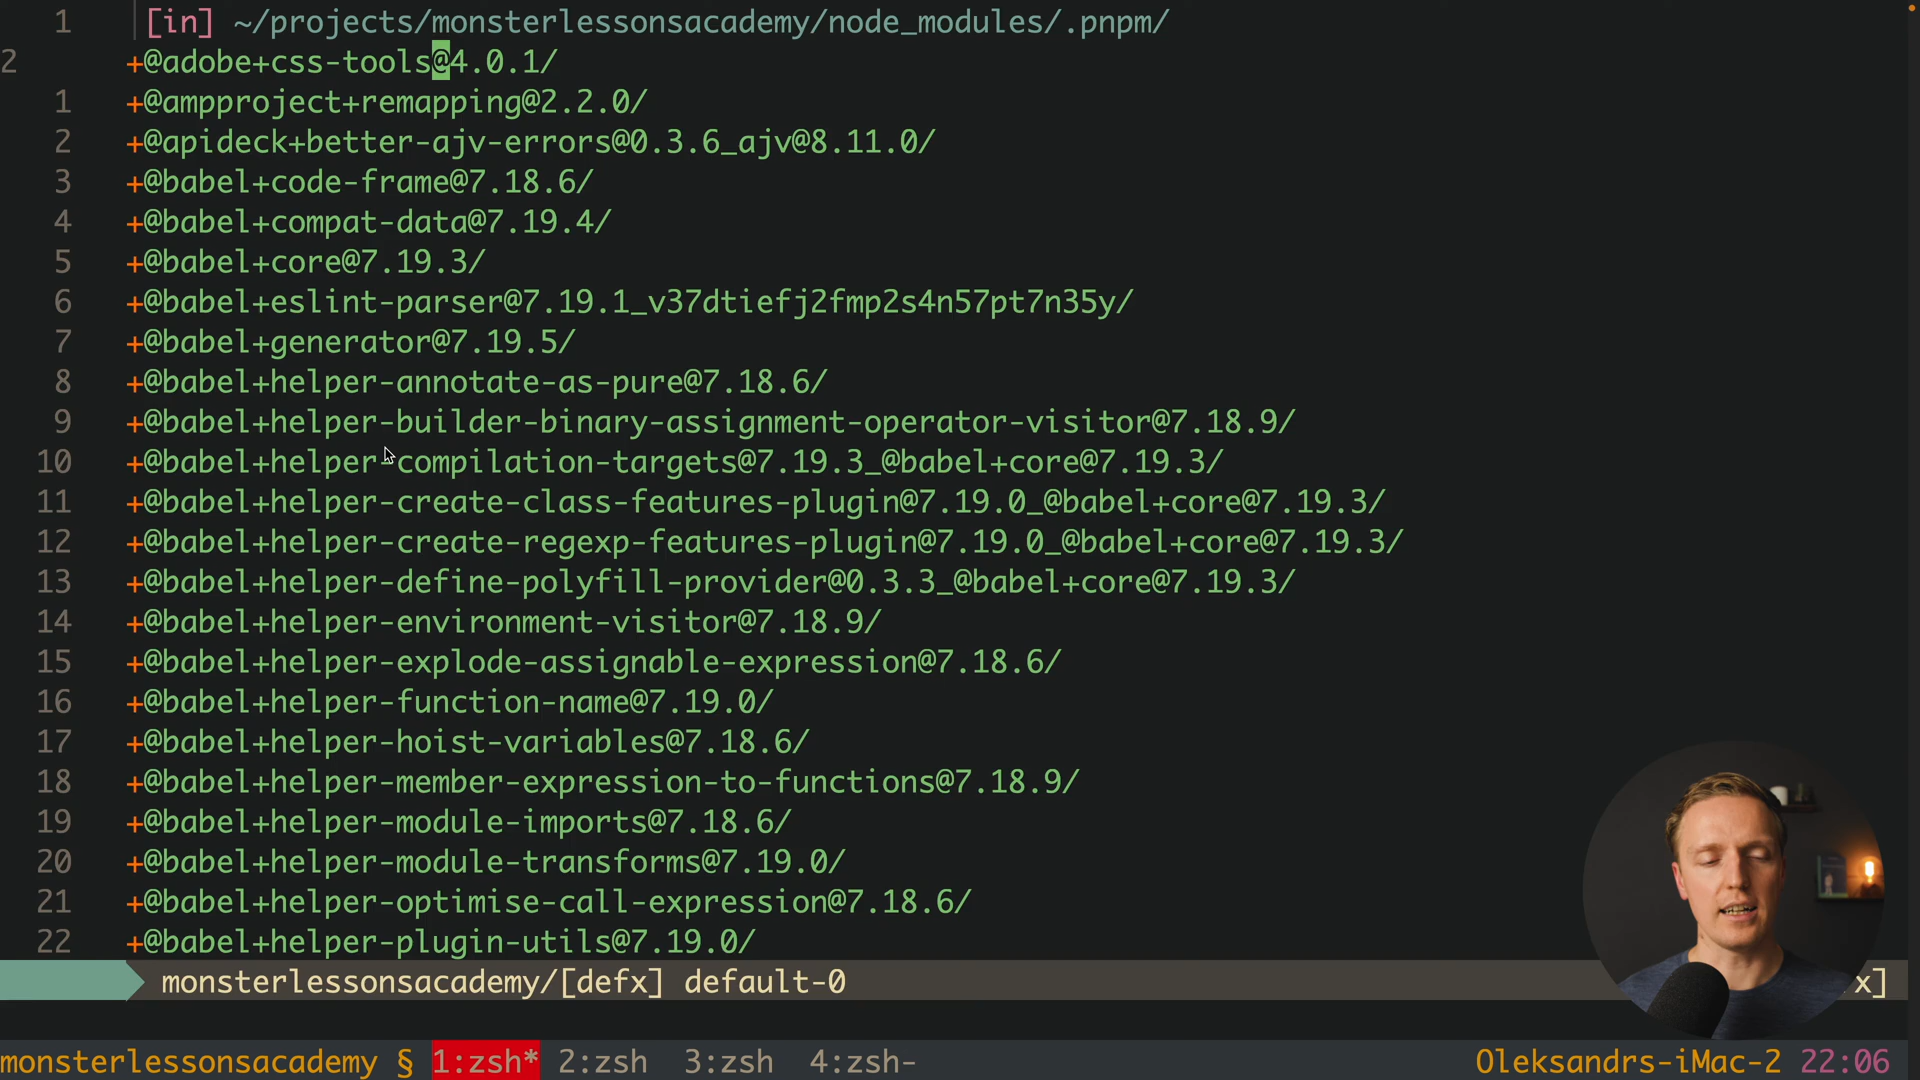 1 [in] ~/projects/monsterlessonsacademy/node_modules/.pnpm/
2 +@adobe+css-tools@4.0.1/
1 +@ampproject+remapping@2.2.0/
2 +@apideck+better-ajv-errors@0.3.6_ajv@8.11.0/
3 +@babel+code-frame@7.18.6/
4 +@babel+compat-data@7.19.4/
5 +@babel+core@7.19.3/
6 +@babel+eslint-parser@7.19.1_v37dtiefj2fmp2s4n57pt7n35y/
7 +@babel+generator@7.19.5/
8 +@babel+helper-annotate-as-pure@7.18.6/
9 +@babel+helper-builder-binary-assignment-operator-visitor@7.18.9/
10 +@babel+helper-compilation-targets@7.19.3_@babel+core@7.19.3/
11 +@babel+helper-create-class-features-plugin@7.19.0_@babel+core@7.19.3/
12 +@babel+helper-create-regexp-features-plugin@7.19.0_@babel+core@7.19.3/
13 +@babel+helper-define-polyfill-provider@0.3.3_@babel+core@7.19.3/
14 +@babel+helper-environment-visitor@7.18.9/
15 +@babel+helper-explode-assignable-expression@7.18.6/
16 +@babel+helper-function-name@7.19.0/
17 +@babel+helper-hoist-variables@7.18.6/
18 +@babel+helper-member-expression-to-functions@7.18.9/
19 +@babel+helper-module-imports@7.18.6/
20 +@babel+helper-module-transforms@7.19.0/
21 +@babel+helper-optimise-call-expression@7.18.6/
22 +@babel+helper-plugin-utils@7.19.0/
monsterlessonsacademy/[defx] default-0 x]
monsterlessonsacademy § 1:zsh* 2:zsh 3:zsh 4:zsh- Oleksandrs-iMac-2 22:06